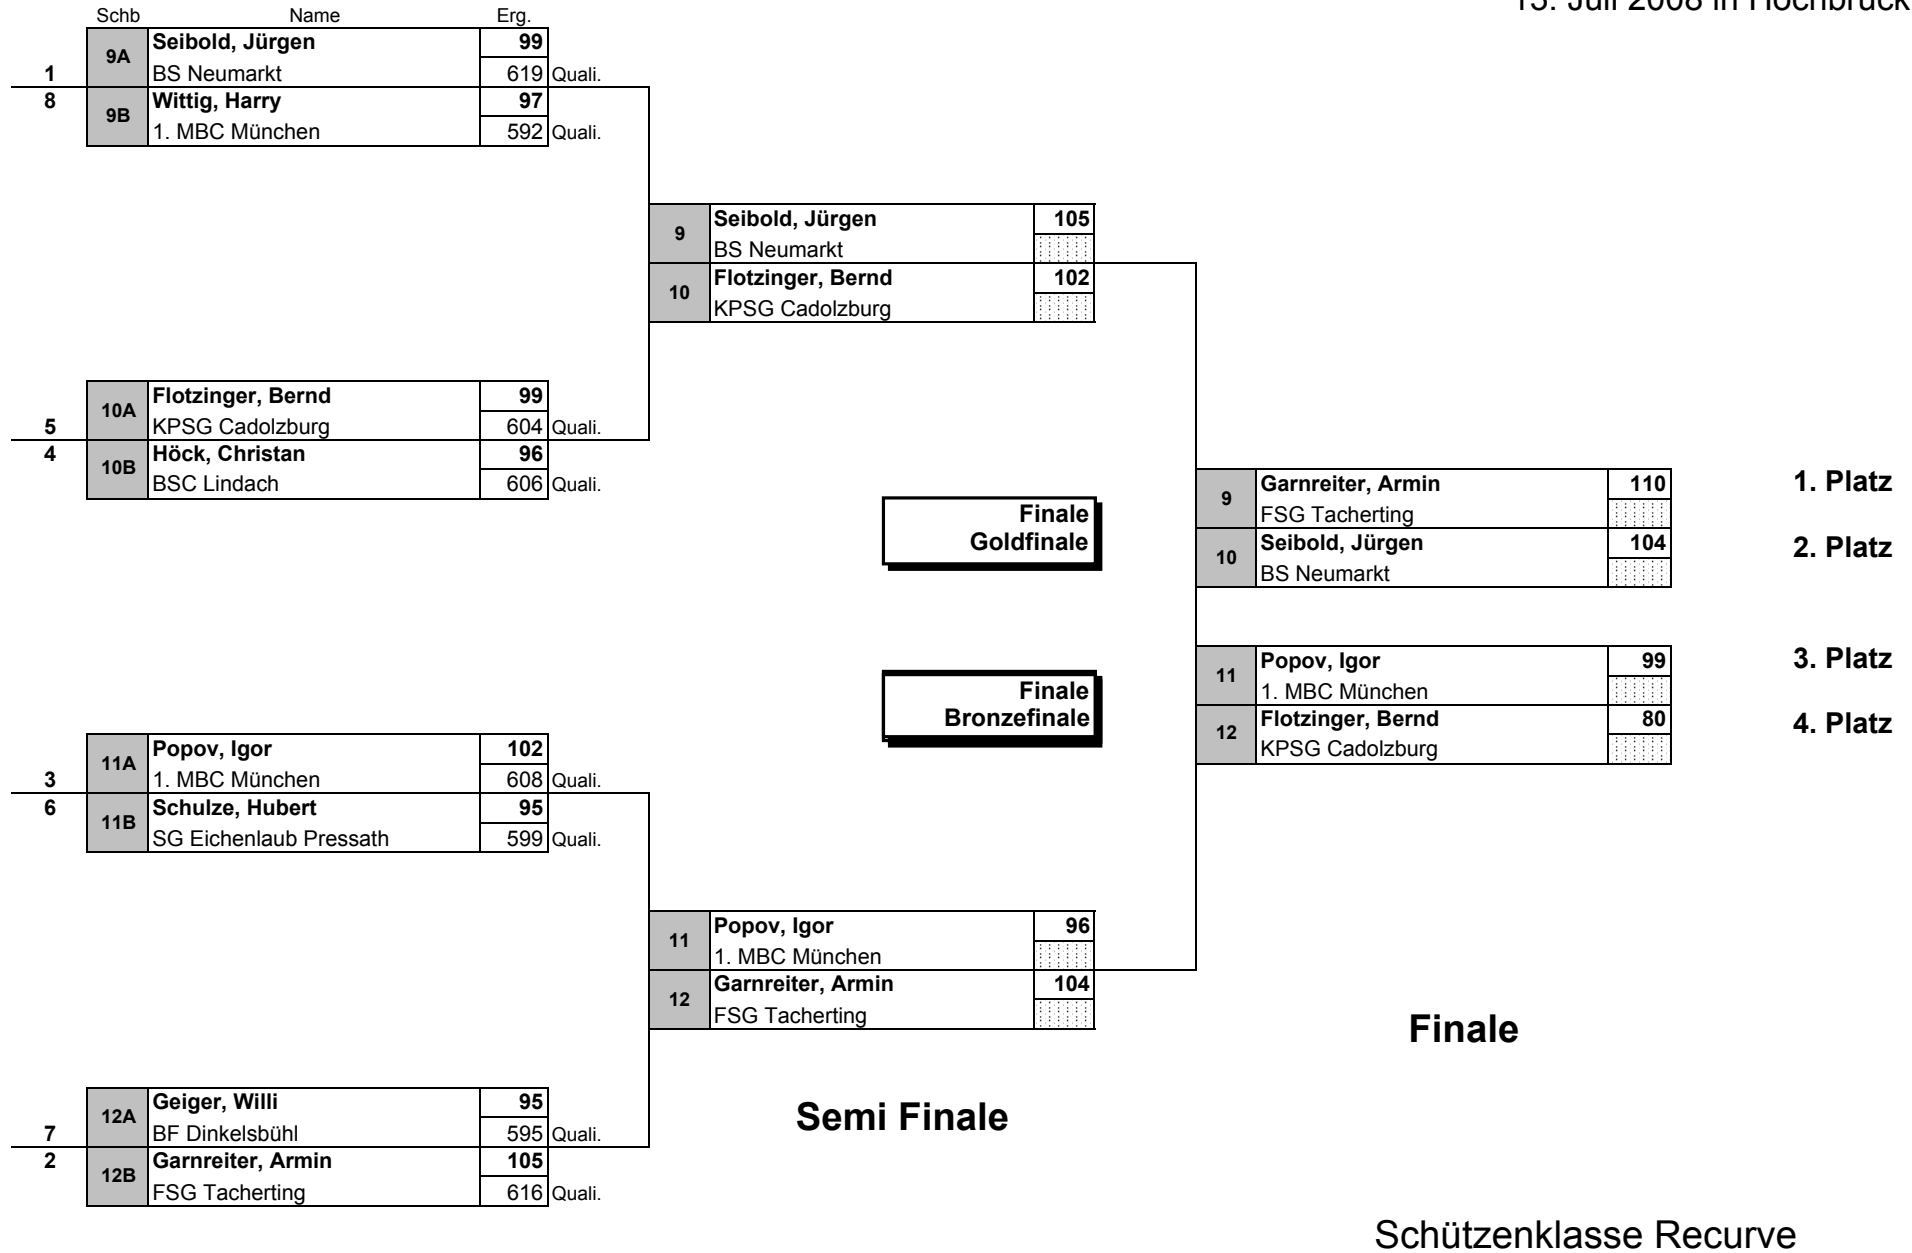 13. Juli 2008 in Hochbrück
Schb Name Erg.
9A Seibold, Jürgen 99
1 BS Neumarkt 619 Quali.
8 9B Wittig, Harry 97
1. MBC München 592 Quali.
9 Seibold, Jürgen 105
BS Neumarkt
10 Flotzinger, Bernd 102
KPSG Cadolzburg
10A Flotzinger, Bernd 99
5 KPSG Cadolzburg 604 Quali.
4 10B Höck, Christan 96
BSC Lindach 606 Quali.
Finale
Goldfinale
9 Garnreiter, Armin 110 1. Platz
FSG Tacherting
10 Seibold, Jürgen 104 2. Platz
BS Neumarkt
Finale
Bronzefinale
11 Popov, Igor 99 3. Platz
1. MBC München
12 Flotzinger, Bernd 80 4. Platz
KPSG Cadolzburg
11A Popov, Igor 102
3 1. MBC München 608 Quali.
6 11B Schulze, Hubert 95
SG Eichenlaub Pressath 599 Quali.
11 Popov, Igor 96
1. MBC München
12 Garnreiter, Armin 104
FSG Tacherting
Finale
Semi Finale
12A Geiger, Willi 95
7 BF Dinkelsbühl 595 Quali.
2 12B Garnreiter, Armin 105
FSG Tacherting 616 Quali.
Schützenklasse Recurve